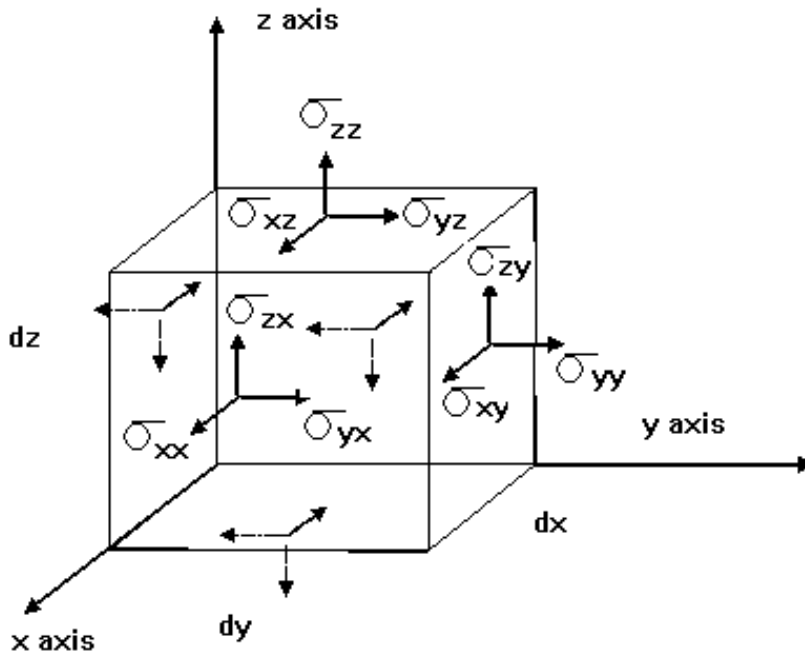 z axis
σzz
σxz
σyz
σzy
dz
σzx
σyy
σxx
σyx
σxy
y axis
dx
dy
x axis